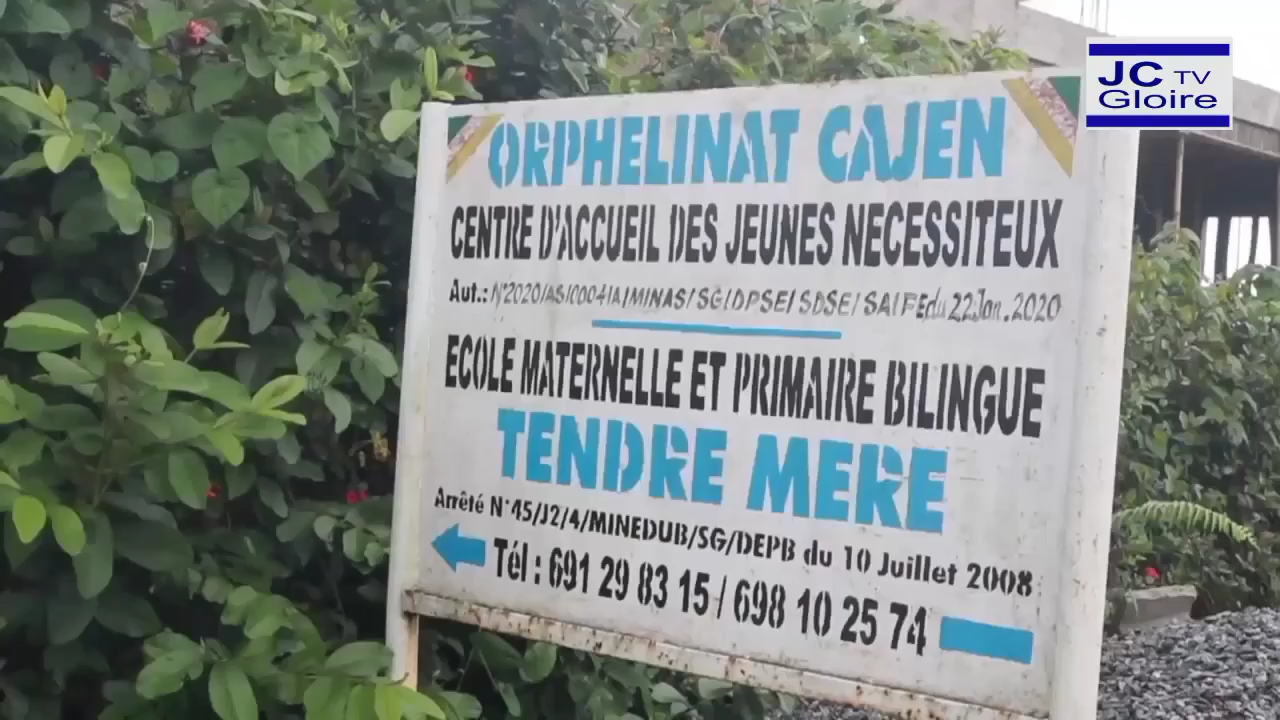 JC TV
Gloire
ORPHELINAT CAJEN
CENTRE D'ACCUEIL DES JEUNES NECESSITEUX
Aut.: N°2020/AS/0004/A/MINAS/SG/DPSE/SDSE/SAIPE du 22 Jan. 2020
ECOLE MATERNELLE ET PRIMAIRE BILINGUE
TENDRE MERE
Arrêté N°45/J2/4/MINEDUB/SG/DEPB du 10 Juillet 2008
Tél : 691 29 83 15 / 698 10 25 74